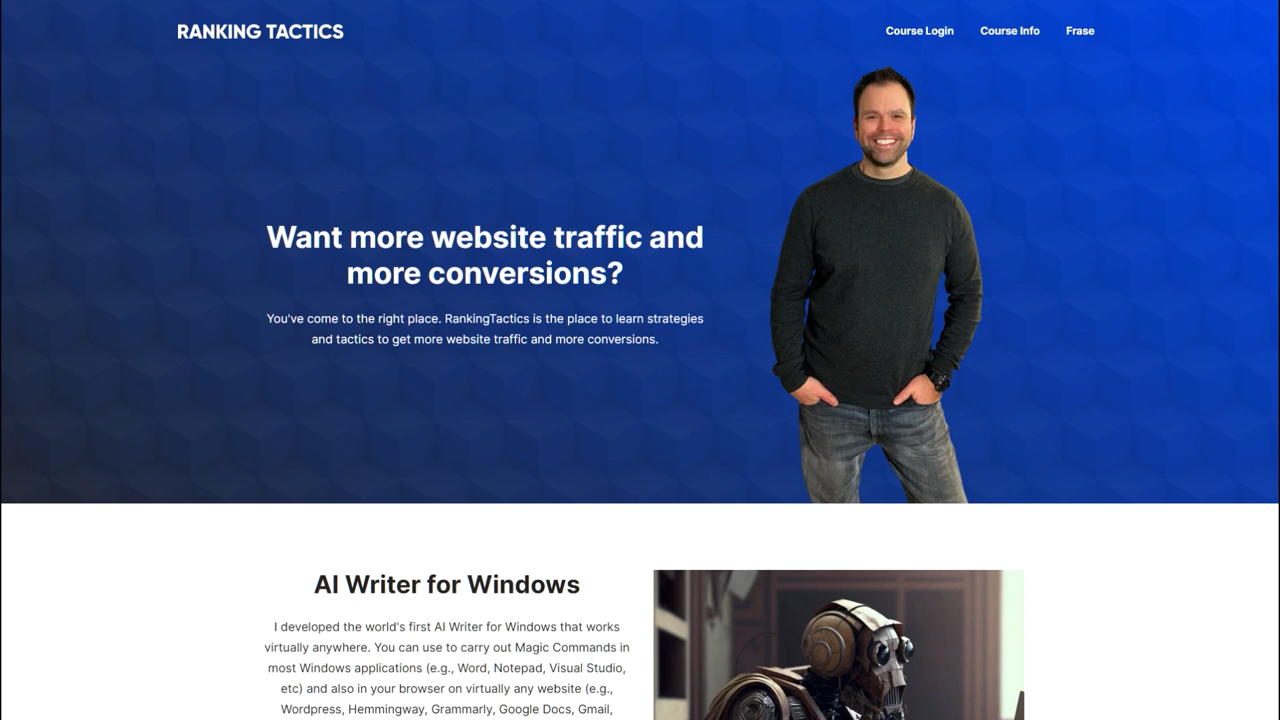 RANKING TACTICS
Course Login
Course Info
Frase
Want more website traffic and
more conversions?
You've come to the right place. RankingTactics is the place to learn strategies
and tactics to get more website traffic and more conversions.
AI Writer for Windows
I developed the world's first AI Writer for Windows that works
virtually anywhere. You can use to carry out Magic Commands in
most Windows applications (e.g., Word, Notepad, Visual Studio,
etc) and also in your browser on virtually any website (e.g.,
Wordpress, Hemmingway, Grammarly, Google Docs, Gmail,